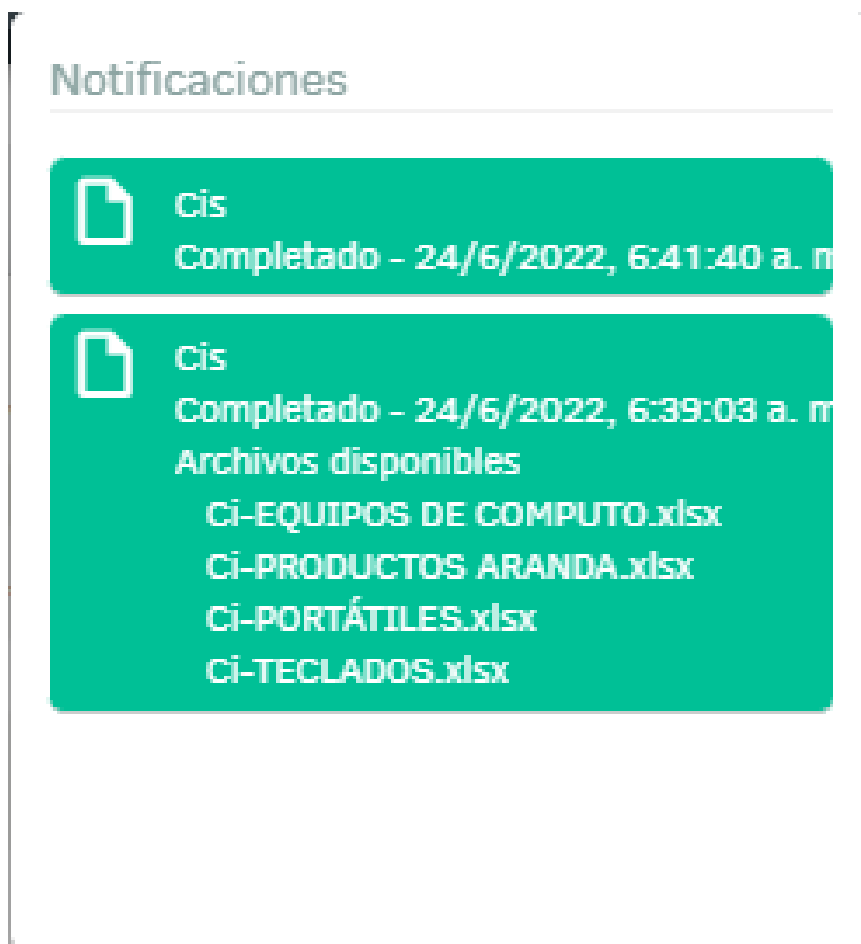 Notificaciones
Cis
Completado - 24/6/2022, 6:41:40 a. m
Cis
Completado - 24/6/2022, 6:39:03 a. m
Archivos disponibles
Ci-EQUIPOS DE COMPUTO.xlsx
Ci-PRODUCTOS ARANDA.xlsx
Ci-PORTÁTILES.xlsx
Ci-TECLADOS.xlsx